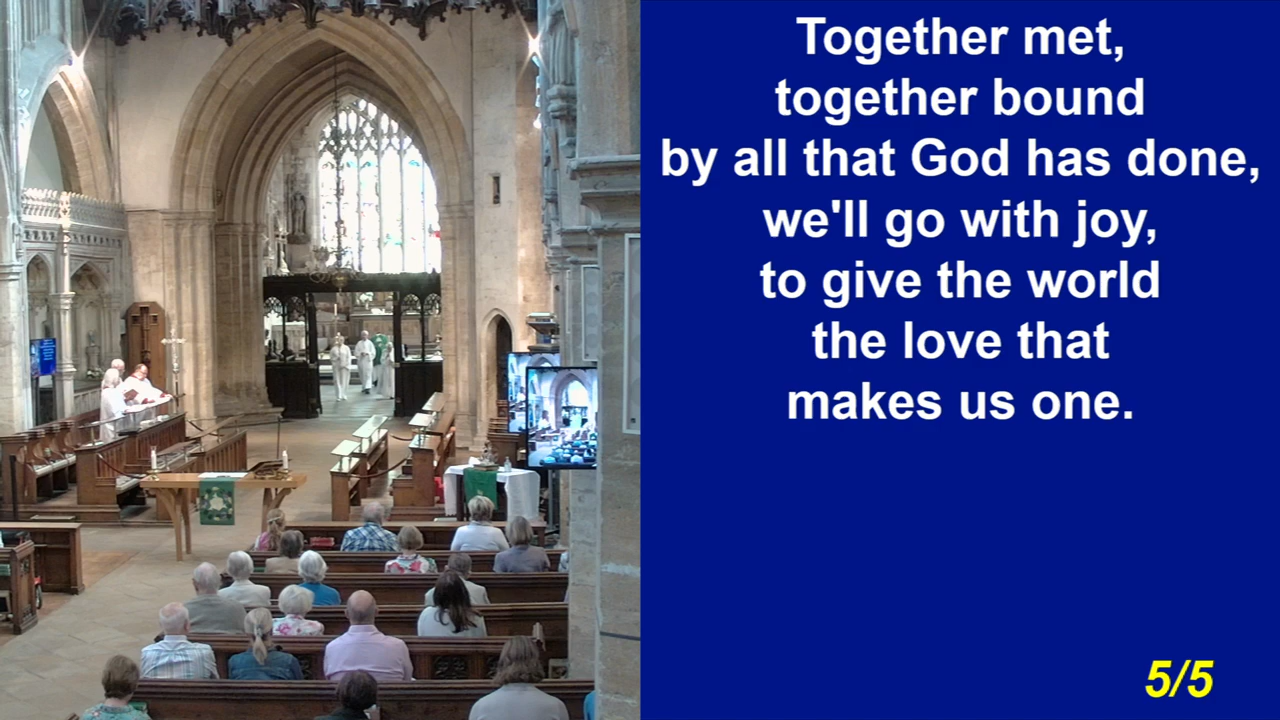 Together met,
together bound
by all that God has done,
we'll go with joy,
to give the world
the love that
makes us one.
5/5